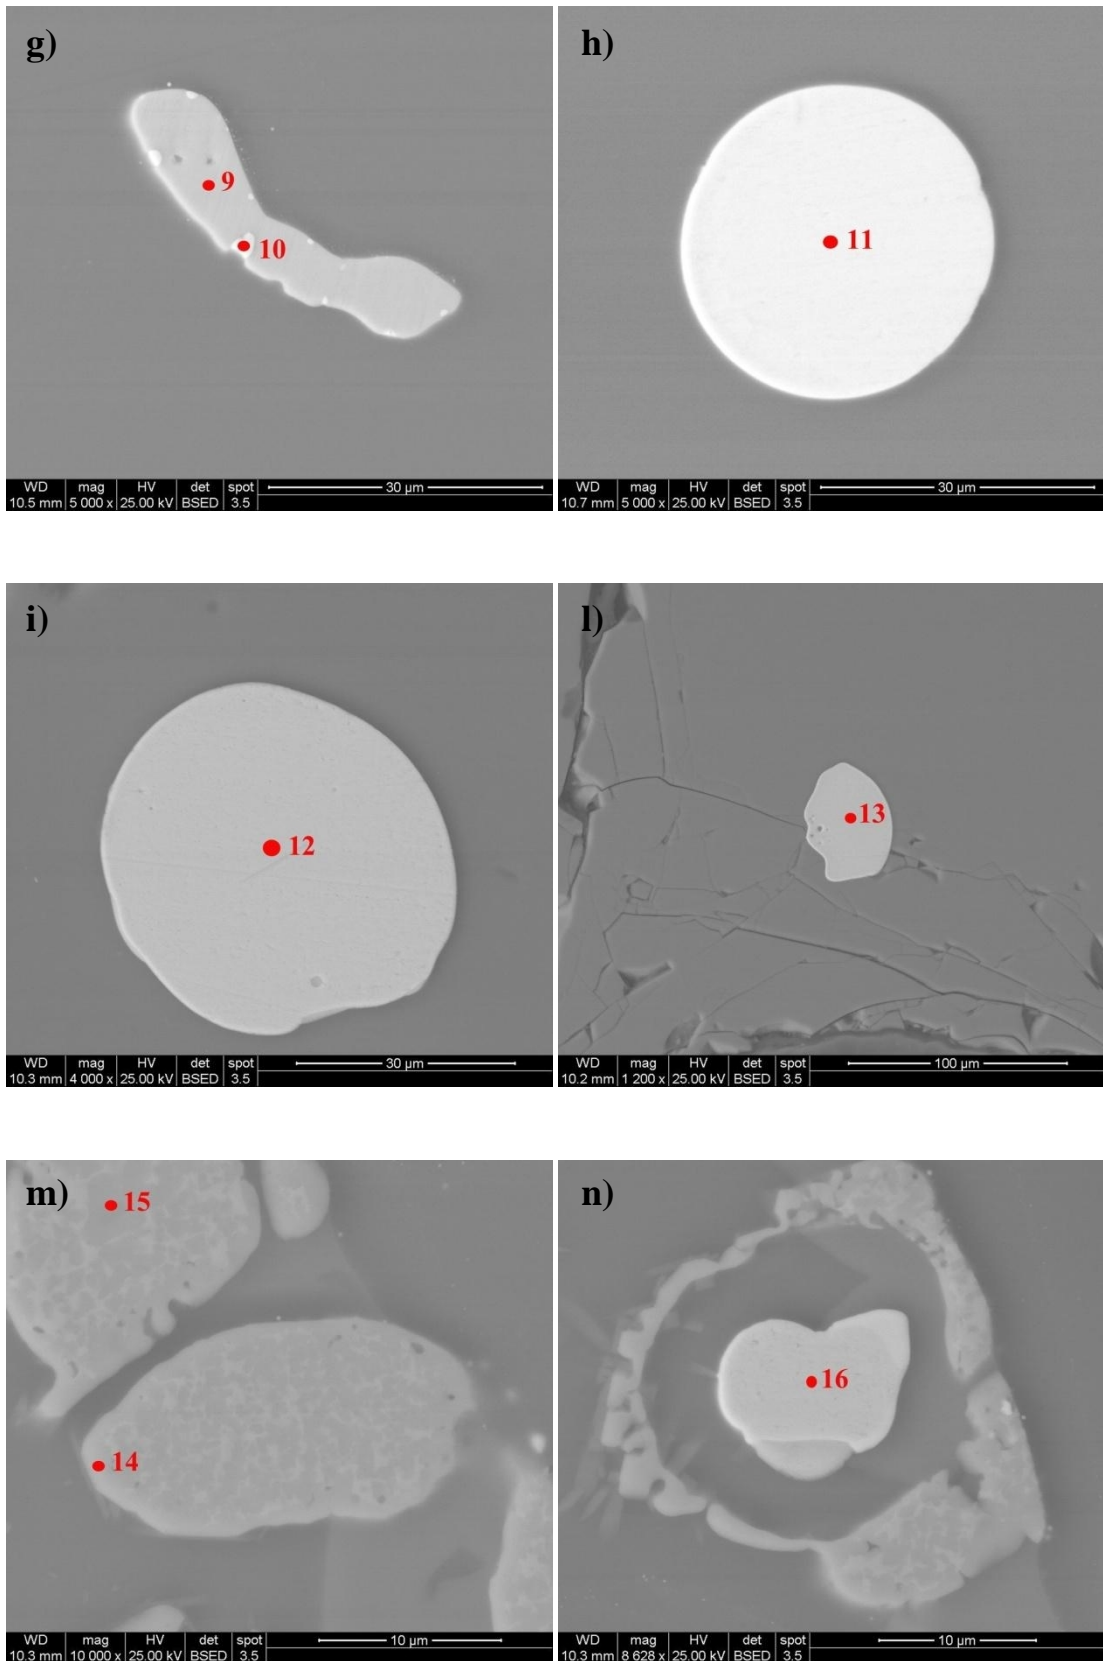 g)
9
10
WD mag HV det spot
30 µm
10.5 mm 5 000 x 25.00 kV BSED 3.5
h)
11
WD mag HV det spot
30 µm
10.7 mm 5 000 x 25.00 kV BSED 3.5
i)
12
WD mag HV det spot
30 µm
10.3 mm 4 000 x 25.00 kV BSED 3.5
l)
13
WD mag HV det spot
100 µm
10.2 mm 1 200 x 25.00 kV BSED 3.5
m)
15
14
WD mag HV det spot
10 µm
10.3 mm 10 000 x 25.00 kV BSED 3.5
n)
16
WD mag HV det spot
10 µm
10.3 mm 8 628 x 25.00 kV BSED 3.5